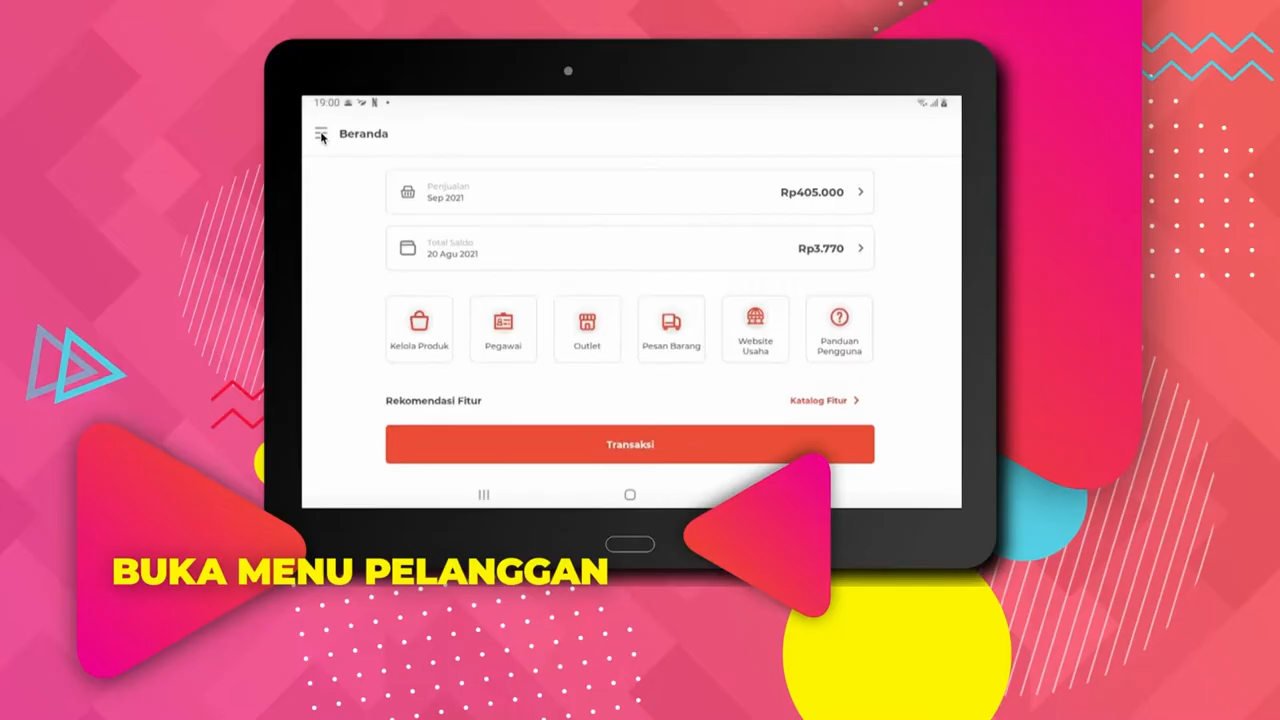 19:00
Beranda
Penjualan
Sep 2021
Rp405.000
Total Saldo
20 Agu 2021
Rp3.770
Kelola Produk
Pegawai
Outlet
Pesan Barang
Website
Usaha
Panduan
Pengguna
Rekomendasi Fitur
Katalog Fitur
Transaksi
BUKA MENU PELANGGAN